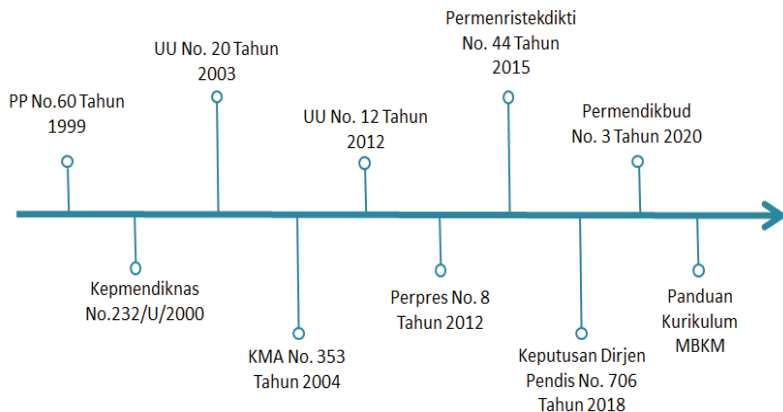 PP No.60 Tahun
1999
Kepmendiknas
No.232/U/2000
UU No. 20 Tahun
2003
KMA No. 353
Tahun 2004
UU No. 12 Tahun
2012
Perpres No. 8
Tahun 2012
Permenristekdikti
No. 44 Tahun
2015
Keputusan Dirjen
Pendis No. 706
Tahun 2018
Permendikbud
No. 3 Tahun 2020
Panduan
Kurikulum
MBKM